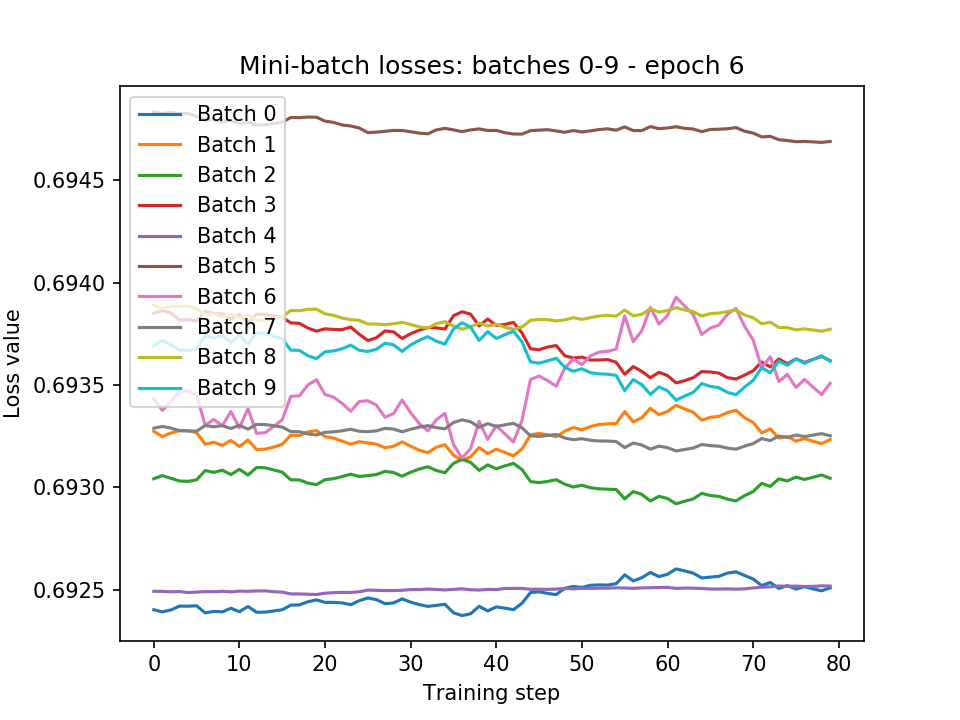 Mini-batch losses: batches 0-9 - epoch 6
Loss value
0.6945
0.6940
0.6935
0.6930
0.6925
Batch 0
Batch 1
Batch 2
Batch 3
Batch 4
Batch 5
Batch 6
Batch 7
Batch 8
Batch 9
0 10 20 30 40 50 60 70 80
Training step